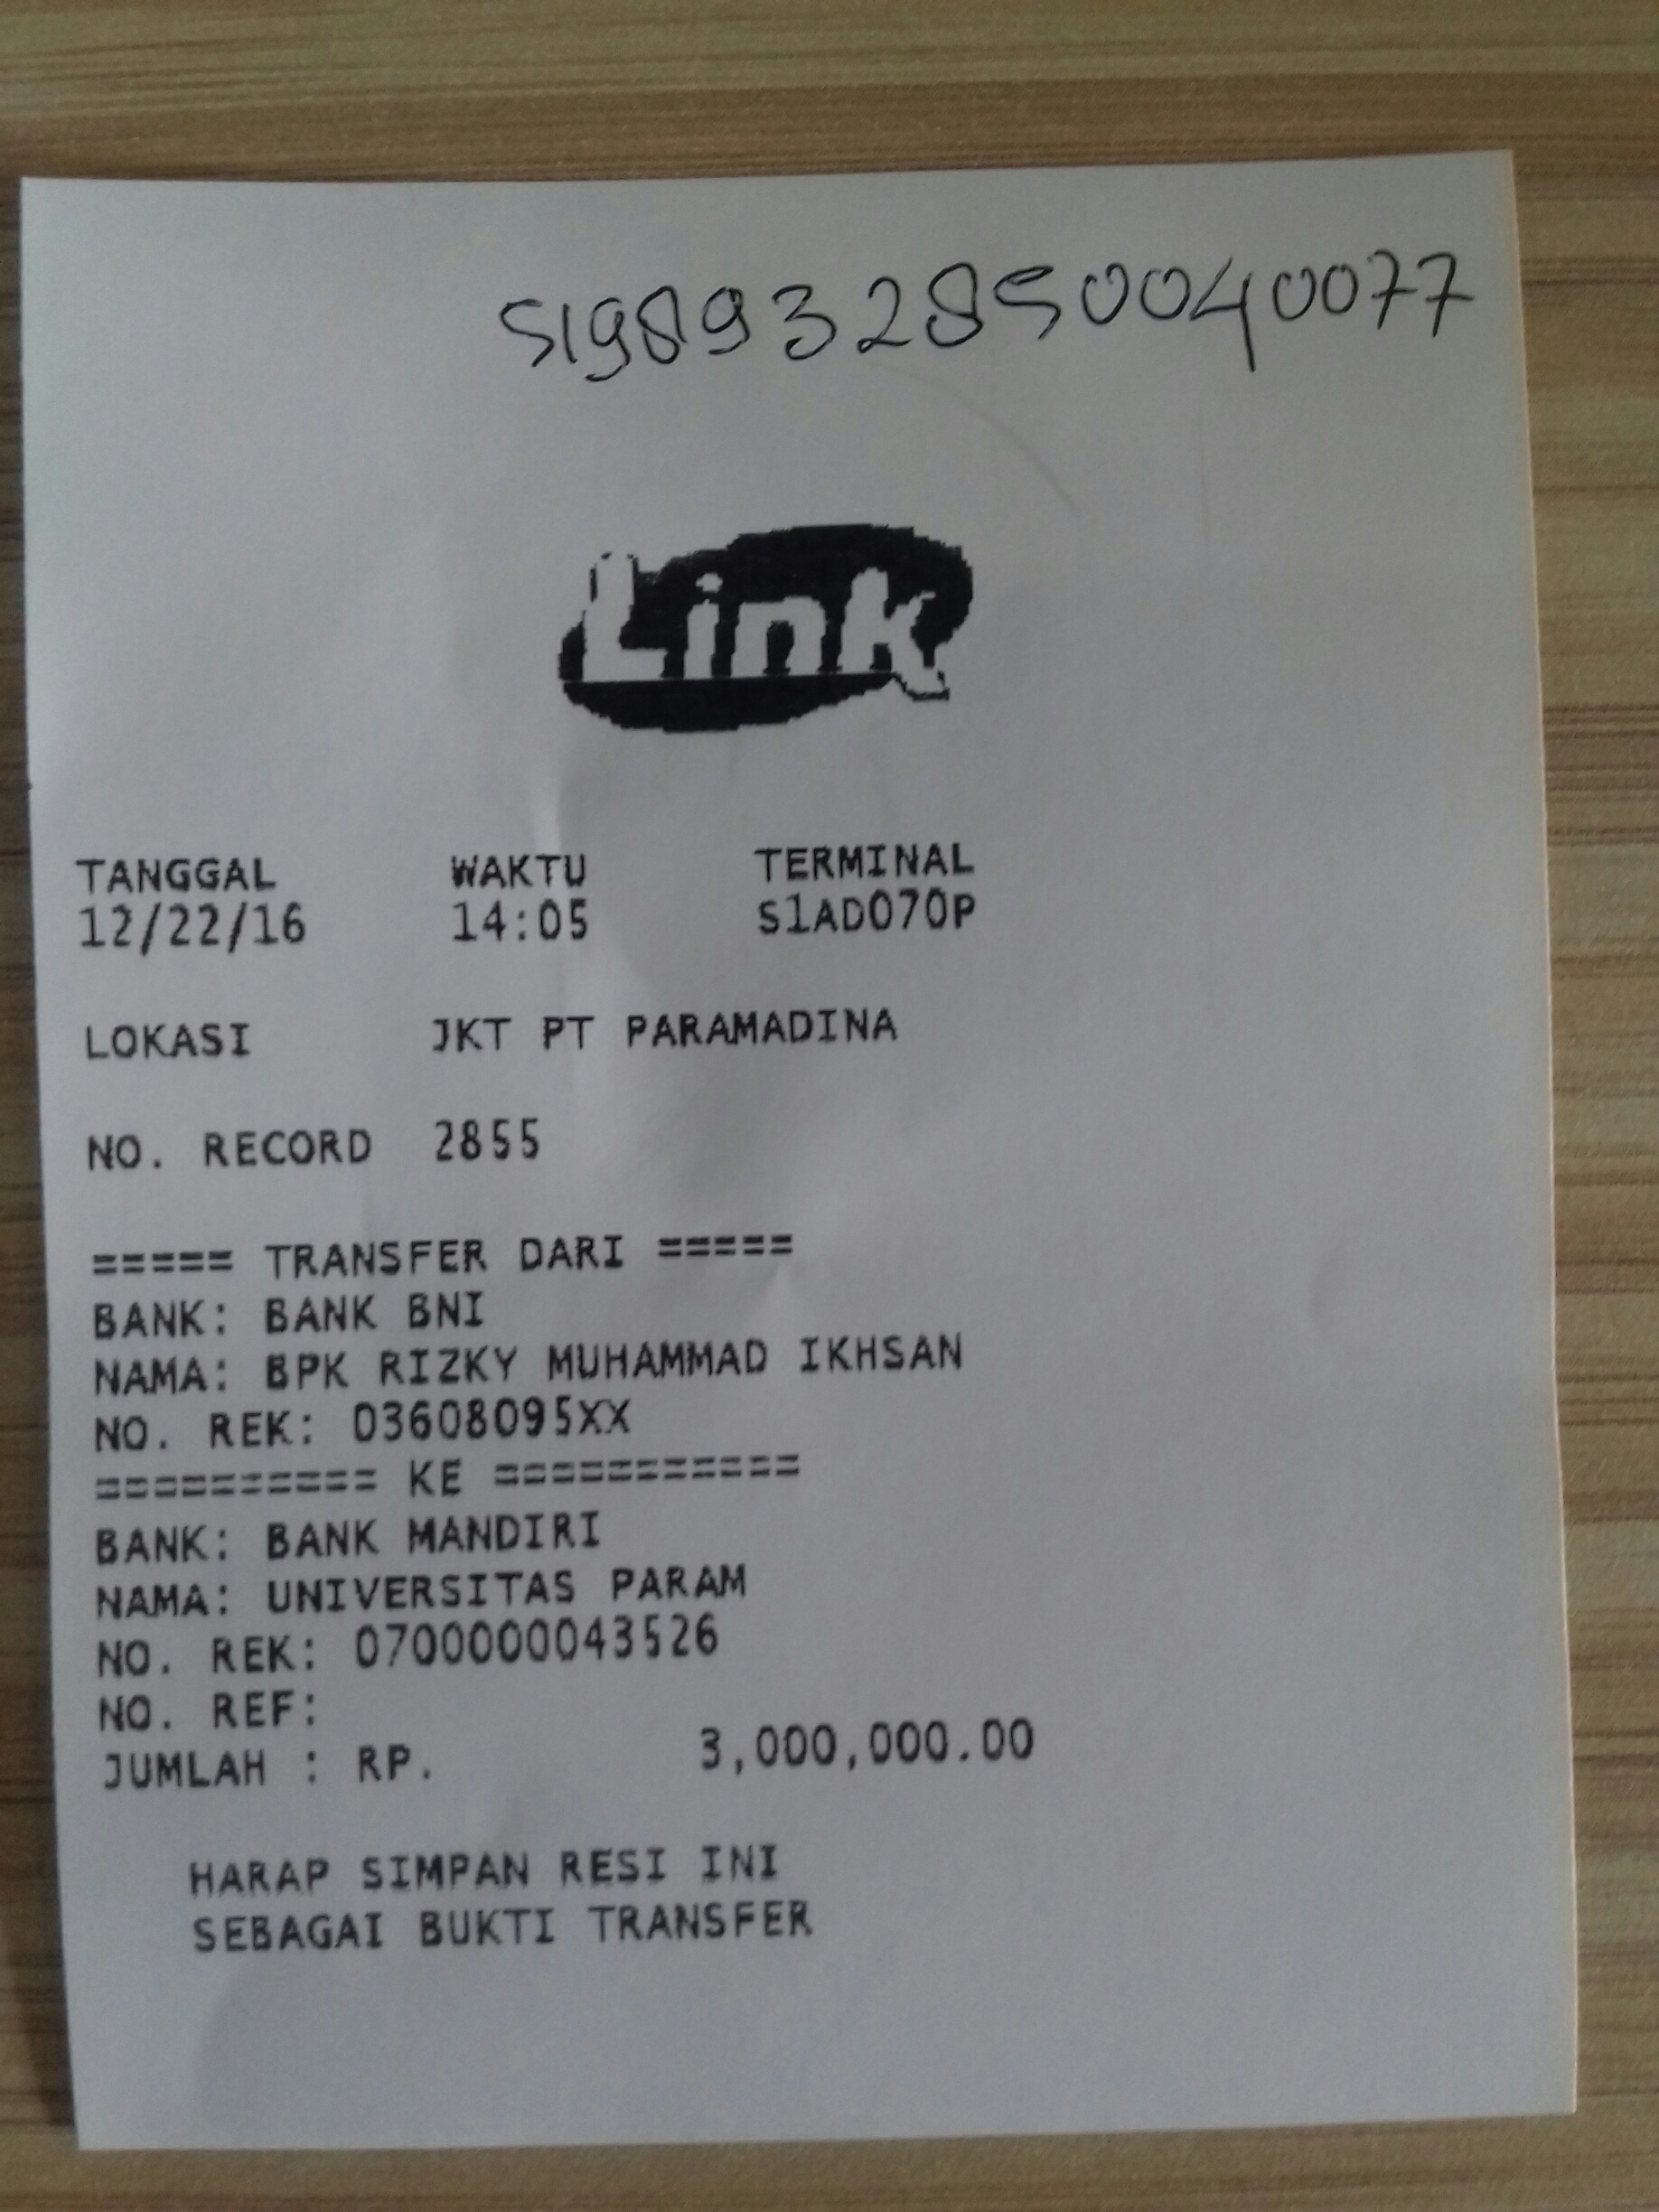 5198932850040077
Link
TANGGAL WAKTU TERMINAL
12/22/16 14:05 S1AD070P
LOKASI JKT PT PARAMADINA
NO. RECORD 2855
===== TRANSFER DARI =====
BANK: BANK BNI
NAMA: BPK RIZKY MUHAMMAD IKHSAN
NO. REK: 03608095XX
========== KE ===========
BANK: BANK MANDIRI
NAMA: UNIVERSITAS PARAM
NO. REK: 0700000043526
NO. REF:
JUMLAH : RP. 3,000,000.00
HARAP SIMPAN RESI INI
SEBAGAI BUKTI TRANSFER